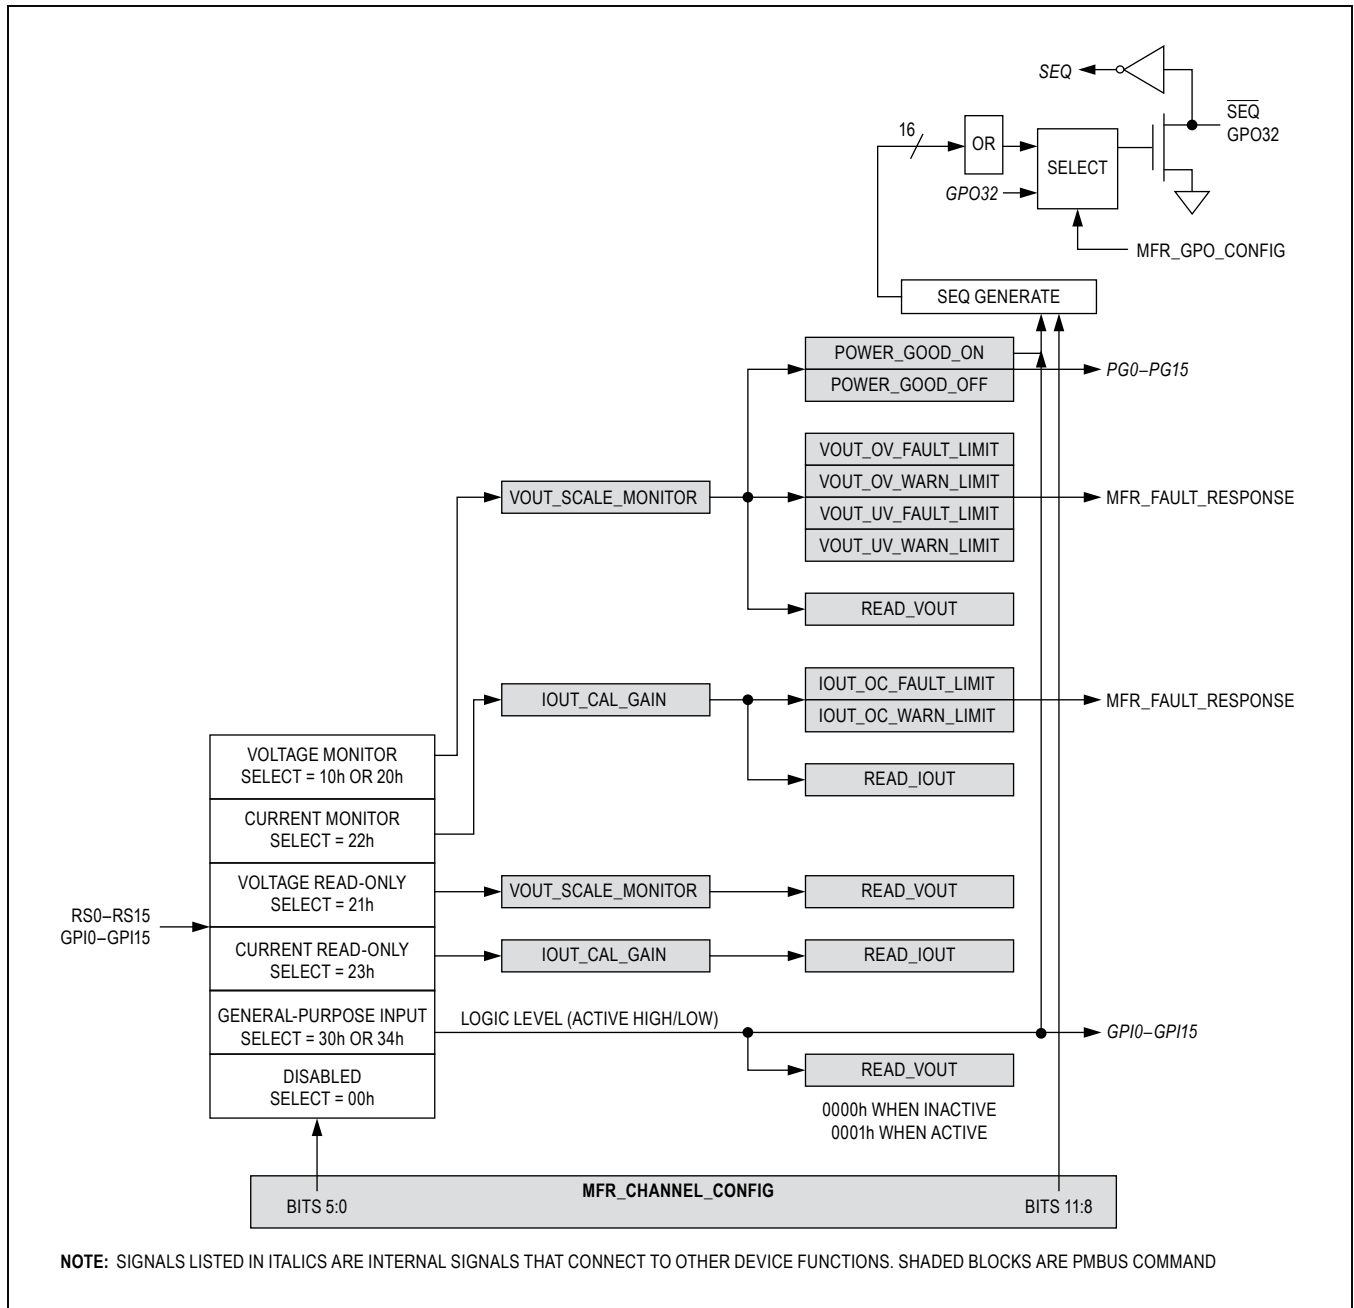 SEQ
SEQ
GPO32
16
OR
SELECT
GPO32
MFR_GPO_CONFIG
SEQ GENERATE
POWER_GOOD_ON
PG0–PG15
POWER_GOOD_OFF
VOUT_OV_FAULT_LIMIT
VOUT_OV_WARN_LIMIT
VOUT_SCALE_MONITOR
MFR_FAULT_RESPONSE
VOUT_UV_FAULT_LIMIT
VOUT_UV_WARN_LIMIT
READ_VOUT
IOUT_OC_FAULT_LIMIT
IOUT_CAL_GAIN
MFR_FAULT_RESPONSE
IOUT_OC_WARN_LIMIT
READ_IOUT
VOLTAGE MONITOR
SELECT = 10h OR 20h
CURRENT MONITOR
SELECT = 22h
VOLTAGE READ-ONLY
SELECT = 21h
VOUT_SCALE_MONITOR
READ_VOUT
RS0–RS15
GPI0–GPI15
CURRENT READ-ONLY
SELECT = 23h
IOUT_CAL_GAIN
READ_IOUT
GENERAL-PURPOSE INPUT
SELECT = 30h OR 34h
LOGIC LEVEL (ACTIVE HIGH/LOW)
GPI0–GPI15
DISABLED
SELECT = 00h
READ_VOUT
0000h WHEN INACTIVE
0001h WHEN ACTIVE
MFR_CHANNEL_CONFIG
BITS 5:0
BITS 11:8
NOTE: SIGNALS LISTED IN ITALICS ARE INTERNAL SIGNALS THAT CONNECT TO OTHER DEVICE FUNCTIONS. SHADED BLOCKS ARE PMBUS COMMAND